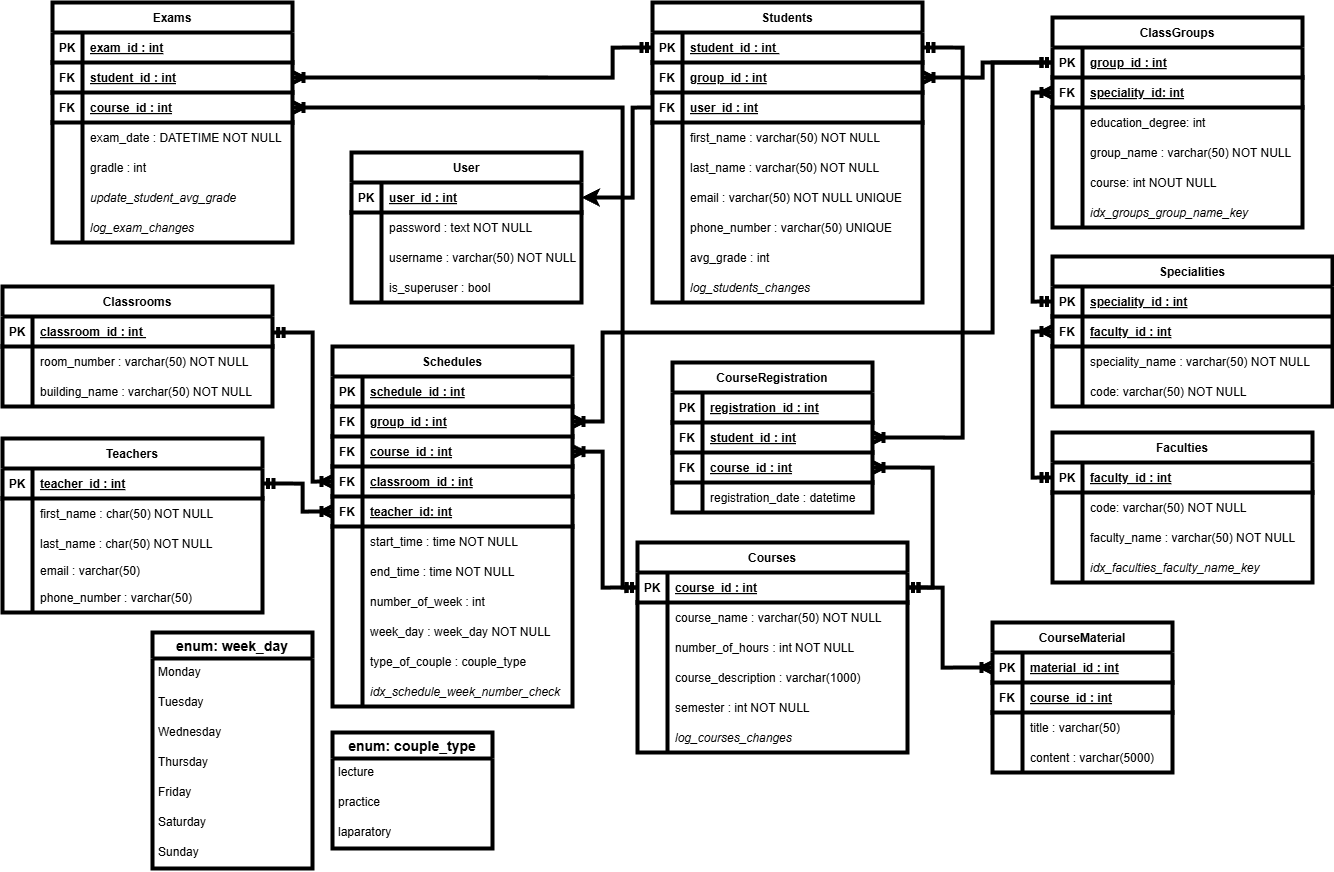 Exams
PK exam_id : int
FK student_id : int
FK course_id : int
exam_date : DATETIME NOT NULL
gradle : int
update_student_avg_grade
log_exam_changes
Students
PK student_id : int
FK group_id : int
FK user_id : int
first_name : varchar(50) NOT NULL
last_name : varchar(50) NOT NULL
email : varchar(50) NOT NULL UNIQUE
phone_number : varchar(50) UNIQUE
avg_grade : int
log_students_changes
ClassGroups
PK group_id : int
FK speciality_id: int
education_degree: int
group_name : varchar(50) NOT NULL
course: int NOUT NULL
idx_groups_group_name_key
User
PK user_id : int
password : text NOT NULL
username : varchar(50) NOT NULL
is_superuser : bool
Specialities
PK speciality_id : int
FK faculty_id : int
speciality_name : varchar(50) NOT NULL
code: varchar(50) NOT NULL
Classrooms
PK classroom_id : int
room_number : varchar(50) NOT NULL
building_name : varchar(50) NOT NULL
Schedules
PK schedule_id : int
FK group_id : int
FK course_id : int
FK classroom_id : int
FK teacher_id: int
start_time : time NOT NULL
end_time : time NOT NULL
number_of_week : int
week_day : week_day NOT NULL
type_of_couple : couple_type
idx_schedule_week_number_check
CourseRegistration
PK registration_id : int
FK student_id : int
FK course_id : int
registration_date : datetime
Teachers
PK teacher_id : int
first_name : char(50) NOT NULL
last_name : char(50) NOT NULL
email : varchar(50)
phone_number : varchar(50)
Faculties
PK faculty_id : int
code: varchar(50) NOT NULL
faculty_name : varchar(50) NOT NULL
idx_faculties_faculty_name_key
Courses
PK course_id : int
course_name : varchar(50) NOT NULL
number_of_hours : int NOT NULL
course_description : varchar(1000)
semester : int NOT NULL
log_courses_changes
CourseMaterial
PK material_id : int
FK course_id : int
title : varchar(50)
content : varchar(5000)
enum: week_day
Monday
Tuesday
Wednesday
Thursday
Friday
Saturday
Sunday
enum: couple_type
lecture
practice
laparatory